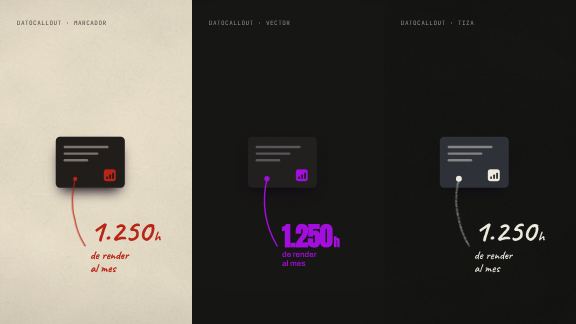 DATOCALLOUT · MARCADOR
1.250h
de render
al mes
DATOCALLOUT · VECTOR
1.250h
de render
al mes
DATOCALLOUT · TIZA
1.250h
de render
al mes